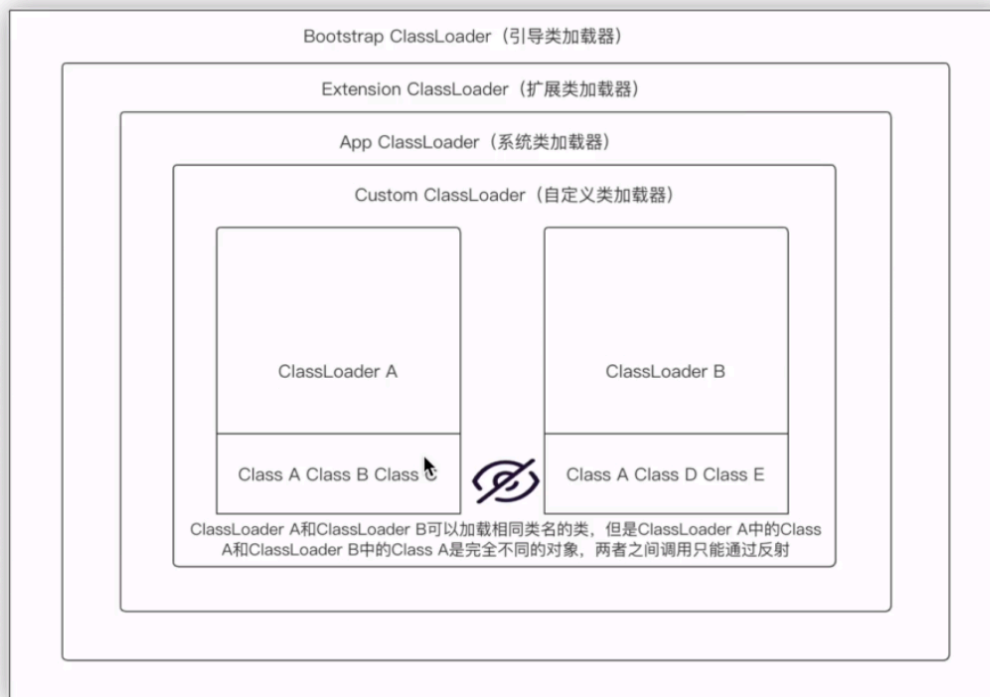 Bootstrap ClassLoader（引导类加载器）
Extension ClassLoader（扩展类加载器）
App ClassLoader（系统类加载器）
Custom ClassLoader（自定义类加载器）
ClassLoader A
ClassLoader B
Class A Class B Class C
Class A Class D Class E
ClassLoader A和ClassLoader B可以加载相同类名的类，但是ClassLoader A中的Class
A和ClassLoader B中的Class A是完全不同的对象，两者之间调用只能通过反射